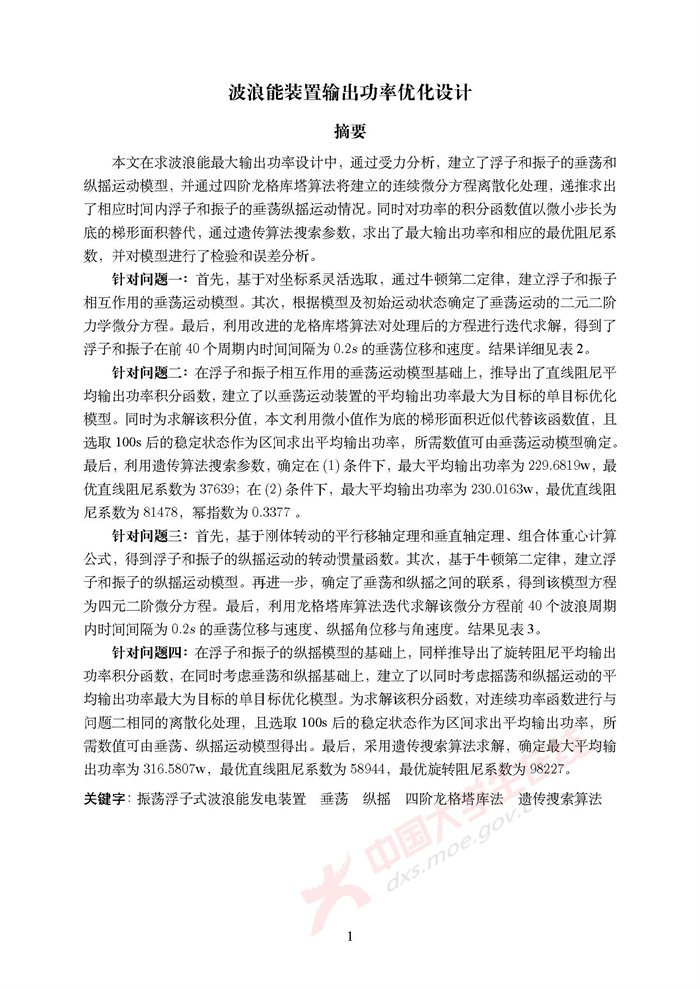 波浪能装置输出功率优化设计
摘要
本文在求波浪能最大输出功率设计中，通过受力分析，建立了浮子和振子的垂荡和
纵摇运动模型，并通过四阶龙格库塔算法将建立的连续微分方程离散化处理，递推求出
了相应时间内浮子和振子的垂荡纵摇运动情况。同时对功率的积分函数值以微小步长为
底的梯形面积替代，通过遗传算法搜索参数，求出了最大输出功率和相应的最优阻尼系
数，并对模型进行了检验和误差分析。
针对问题一：首先，基于对坐标系灵活选取，通过牛顿第二定律，建立浮子和振子
相互作用的垂荡运动模型。其次，根据模型及初始运动状态确定了垂荡运动的二元二阶
力学微分方程。最后，利用改进的龙格库塔算法对处理后的方程进行迭代求解，得到了
浮子和振子在前 40 个周期内时间间隔为 0.2s 的垂荡位移和速度。结果详细见表 2。
针对问题二：在浮子和振子相互作用的垂荡运动模型基础上，推导出了直线阻尼平
均输出功率积分函数，建立了以垂荡运动装置的平均输出功率最大为目标的单目标优化
模型。同时为求解该积分值，本文利用微小值作为底的梯形面积近似代替该函数值，且
选取 100s 后的稳定状态作为区间求出平均输出功率，所需数值可由垂荡运动模型确定。
最后，利用遗传算法搜索参数，确定在 (1) 条件下，最大平均输出功率为 229.6819w，最
优直线阻尼系数为 37639；在 (2) 条件下，最大平均输出功率为 230.0163w，最优直线阻
尼系数为 81478，幂指数为 0.3377 。
针对问题三：首先，基于刚体转动的平行移轴定理和垂直轴定理、组合体重心计算
公式，得到浮子和振子的纵摇运动的转动惯量函数。其次，基于牛顿第二定律，建立浮
子和振子的纵摇运动模型。再进一步，确定了垂荡和纵摇之间的联系，得到该模型方程
为四元二阶微分方程。最后，利用龙格塔库算法迭代求解该微分方程前 40 个波浪周期
内时间间隔为 0.2s 的垂荡位移与速度、纵摇角位移与角速度。结果见表 3。
针对问题四：在浮子和振子的纵摇模型的基础上，同样推导出了旋转阻尼平均输出
功率积分函数，在同时考虑垂荡和纵摇基础上，建立了以同时考虑摇荡和纵摇运动的平
均输出功率最大为目标的单目标优化模型。为求解该积分函数，对连续功率函数进行与
问题二相同的离散化处理，且选取 100s 后的稳定状态作为区间求出平均输出功率，所
需数值可由垂荡、纵摇运动模型得出。最后，采用遗传搜索算法求解，确定最大平均输
出功率为 316.5807w，最优直线阻尼系数为 58944，最优旋转阻尼系数为 98227。
关键字：振荡浮子式波浪能发电装置 垂荡 纵摇 四阶龙格塔库法 遗传搜索算法
中国大学生在线
dxs.moe.gov.cn
1